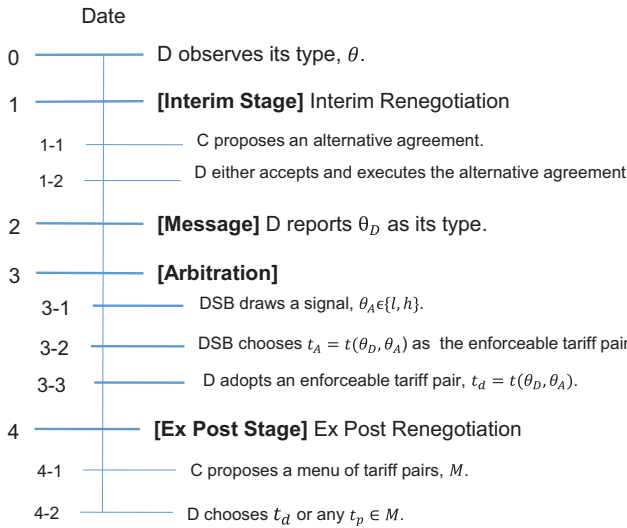 Date
0 D observes its type, θ.
1 [Interim Stage] Interim Renegotiation
1-1 C proposes an alternative agreement.
1-2 D either accepts and executes the alternative agreement
2 [Message] D reports θ_D as its type.
3 [Arbitration]
3-1 DSB draws a signal, θ_A ϵ{l, h}.
3-2 DSB chooses t_A = t(θ_D, θ_A) as the enforceable tariff pair
3-3 D adopts an enforceable tariff pair, t_d = t(θ_D, θ_A).
4 [Ex Post Stage] Ex Post Renegotiation
4-1 C proposes a menu of tariff pairs, M.
4-2 D chooses t_d or any t_p ∈ M.